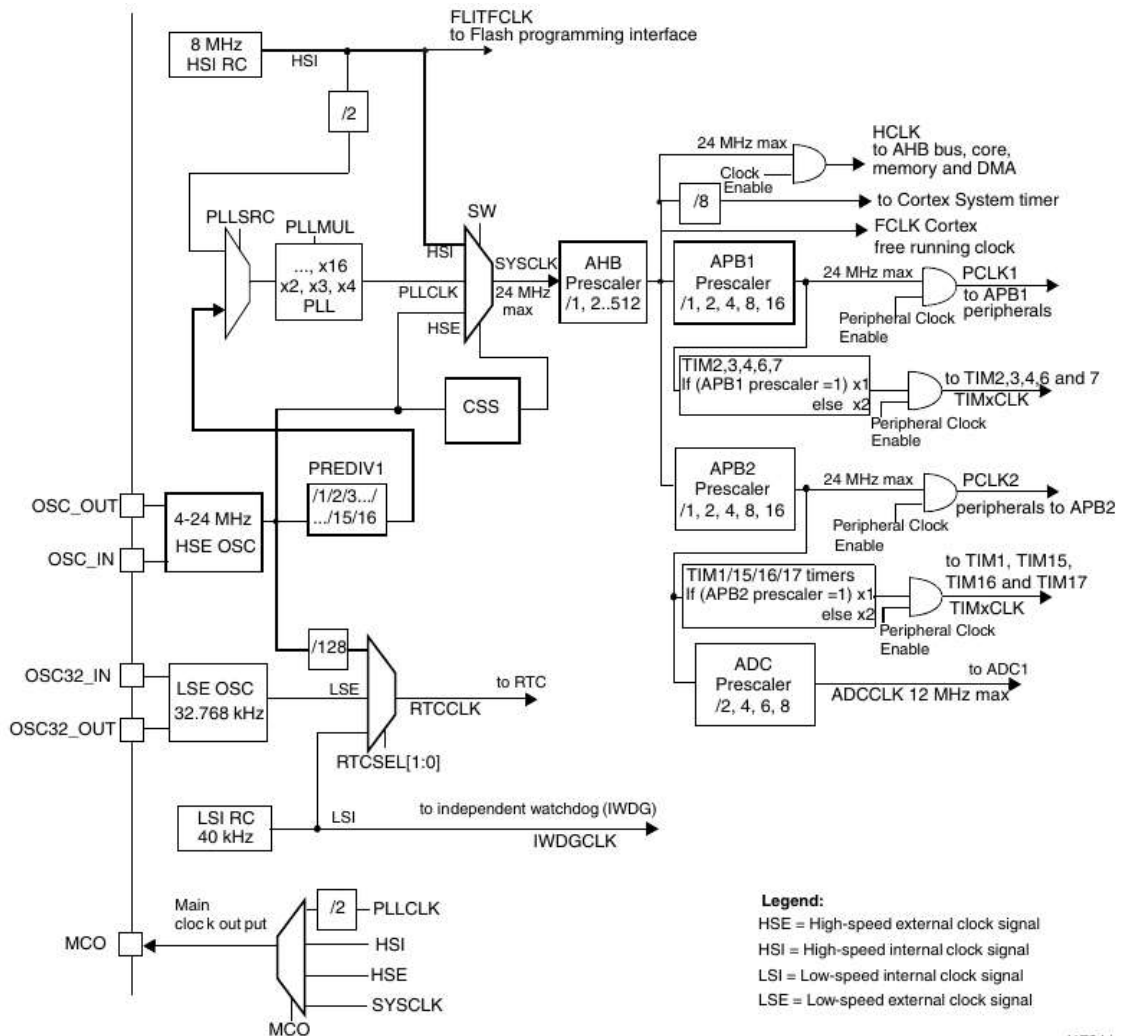 FLITFCLK
to Flash programming interface
8 MHz
HSI RC
HSI
/2
HCLK
to AHB bus, core,
memory and DMA
24 MHz max
Clock
Enable
/8
to Cortex System timer
FCLK Cortex
free running clock
PLLSRC
PLLMUL
..., x16
x2, x3, x4
PLL
SW
HSI
PLLCLK
HSE
SYSCLK
24 MHz
max
AHB
Prescaler
/1, 2..512
APB1
Prescaler
/1, 2, 4, 8, 16
24 MHz max
PCLK1
to APB1
peripherals
Peripheral Clock
Enable
TIM2,3,4,6,7
If (APB1 prescaler =1) x1
else x2
to TIM2,3,4,6 and 7
TIMxCLK
Peripheral Clock
Enable
CSS
PREDIV1
/1/2/3.../
.../15/16
OSC_OUT
OSC_IN
4-24 MHz
HSE OSC
APB2
Prescaler
/1, 2, 4, 8, 16
24 MHz max
PCLK2
peripherals to APB2
Peripheral Clock
Enable
TIM1/15/16/17 timers
If (APB2 prescaler =1) x1
else x2
to TIM1, TIM15,
TIM16 and TIM17
TIMxCLK
Peripheral Clock
Enable
/128
OSC32_IN
OSC32_OUT
LSE OSC
32.768 kHz
LSE
to RTC
RTCCLK
RTCSEL[1:0]
ADC
Prescaler
/2, 4, 6, 8
to ADC1
ADCCLK 12 MHz max
LSI RC
40 kHz
LSI
to independent watchdog (IWDG)
IWDGCLK
Main
clock output
MCO
/2
PLLCLK
HSI
HSE
SYSCLK
MCO
Legend:
HSE = High-speed external clock signal
HSI = High-speed internal clock signal
LSI = Low-speed internal clock signal
LSE = Low-speed external clock signal